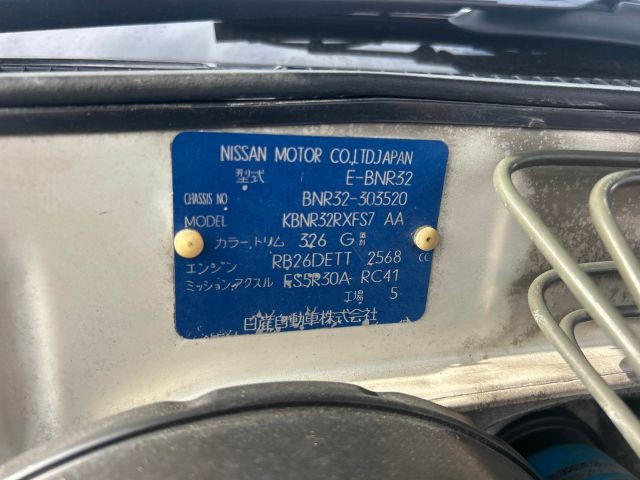 NISSAN MOTOR CO.,LTD.JAPAN
型式 E-BNR32
CHASSIS NO BNR32-303520
MODEL KBNR32RXFS7 AA
カラー,トリム 326 G
エンジン RB26DETT 2568 CC
ミッション,アクスル FS5R30A- RC41
工場 5
日産自動車株式会社